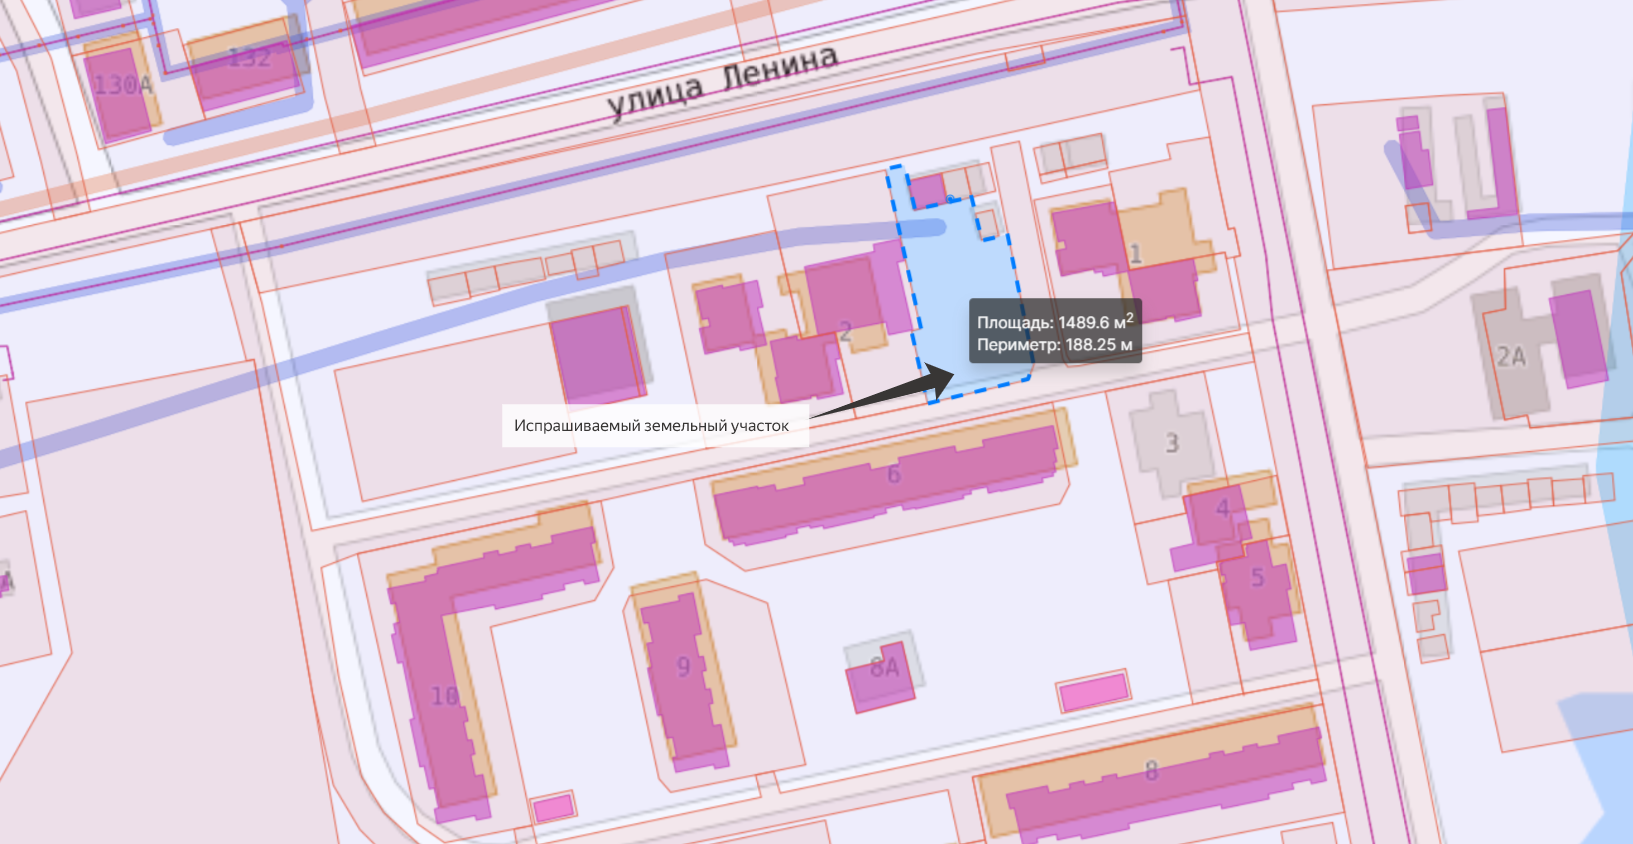 132
130А
улица Ленина
1
2
Площадь: 1489.6 м²
Периметр: 188.25 м
2А
Испрашиваемый земельный участок
3
6
4
5
9
8А
10
8